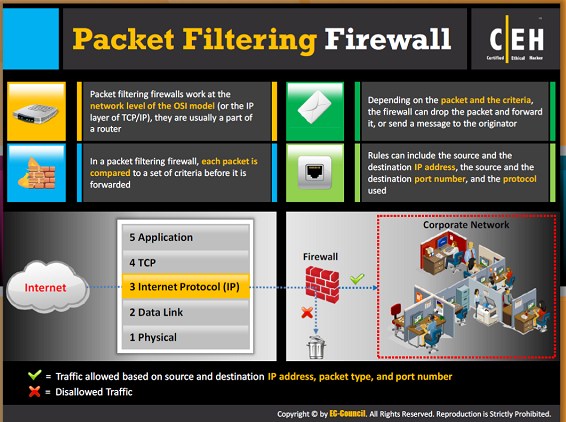 Packet Filtering Firewall
C|EH
Certified Ethical Hacker
Packet filtering firewalls work at the
network level of the OSI model (or the IP
layer of TCP/IP), they are usually a part of
a router
Depending on the packet and the criteria,
the firewall can drop the packet and forward
it, or send a message to the originator
In a packet filtering firewall, each packet is
compared to a set of criteria before it is
forwarded
Rules can include the source and the
destination IP address, the source and the
destination port number, and the protocol
used
Internet
5 Application
4 TCP
3 Internet Protocol (IP)
2 Data Link
1 Physical
Firewall
Corporate Network
= Traffic allowed based on source and destination IP address, packet type, and port number
= Disallowed Traffic
Copyright © by EC-Council. All Rights Reserved. Reproduction is Strictly Prohibited.